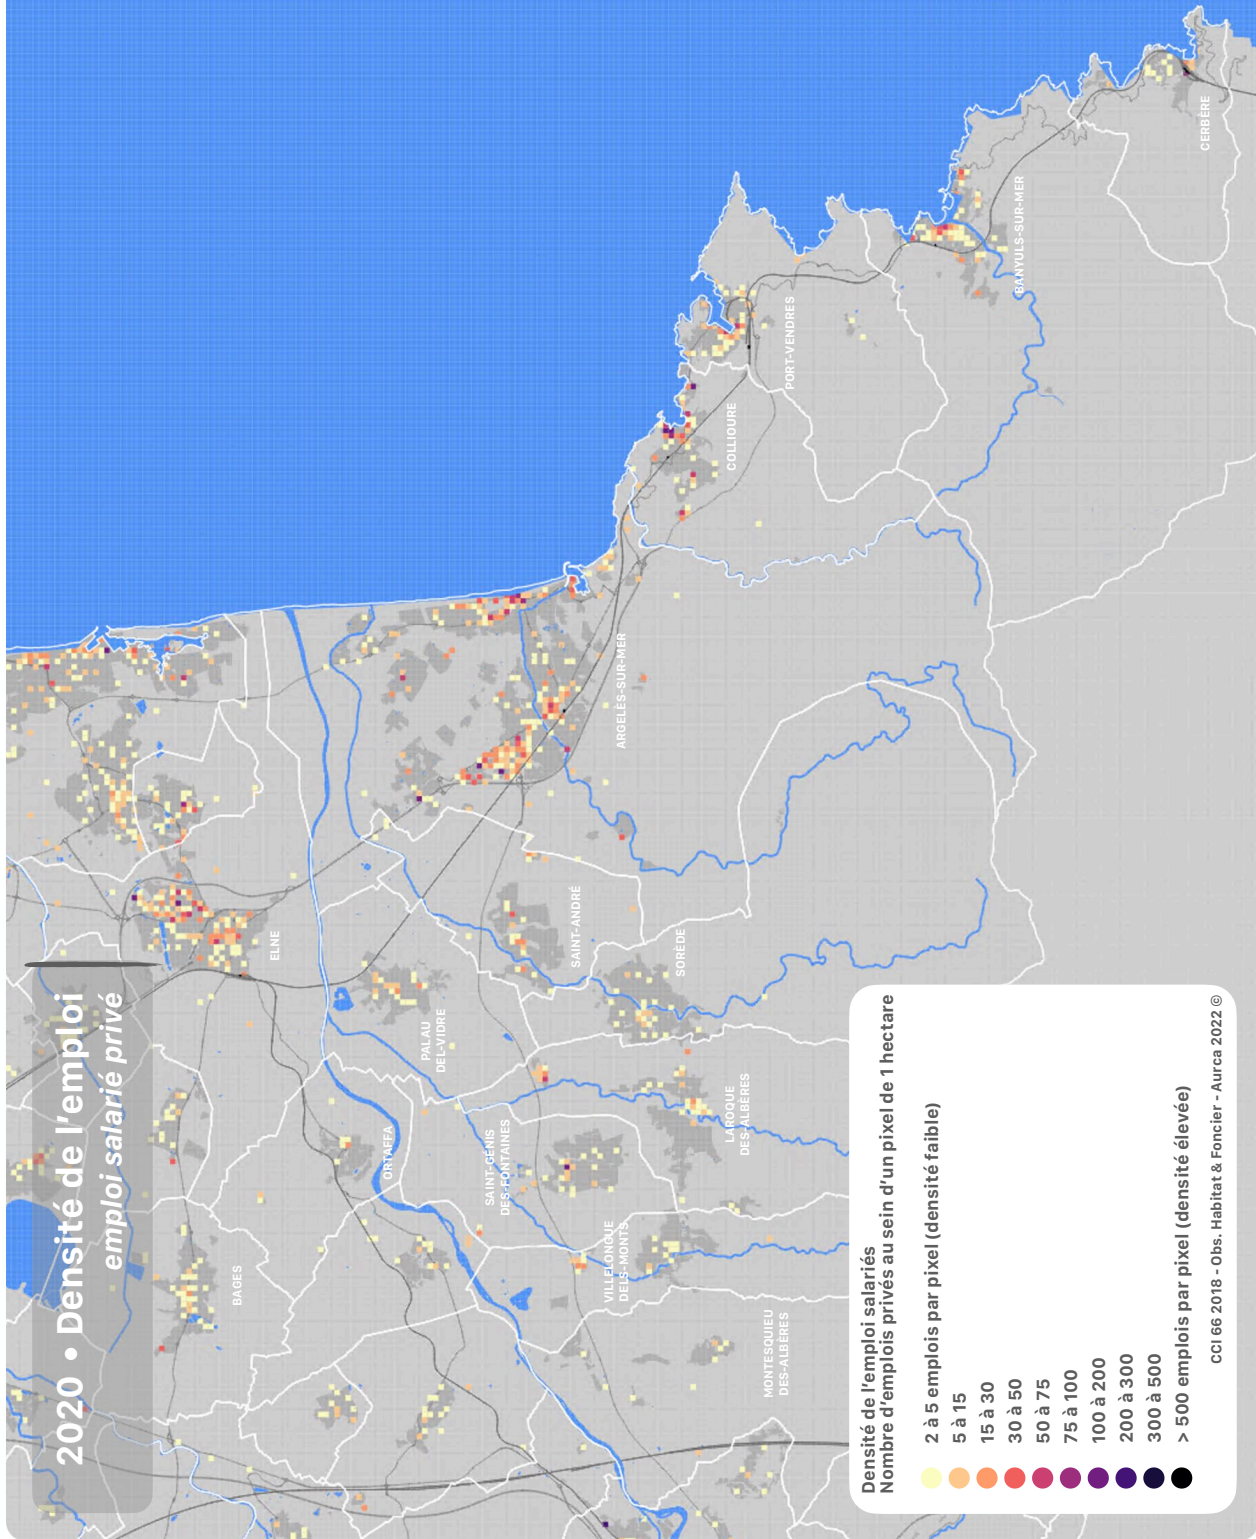 2020 • Densité de l'emploi
emploi salarié privé
BAGES
ELNE
ORTAFFA
PALAU
DEL-VIDRE
SAINT-GÉNIS
DES-FONTAINES
SAINT-ANDRÉ
VILLELONGUE
DELS-MONTS
ARGELÈS-SUR-MER
SORÈDE
LAROQUE
DES-ALBÈRES
MONTESQUIEU
DES-ALBÈRES
COLLIOURE
PORT-VENDRES
BANYULS-SUR-MER
CERBÈRE
Densité de l'emploi salariés
Nombre d'emplois privés au sein d'un pixel de 1 hectare
2 à 5 emplois par pixel (densité faible)
5 à 15
15 à 30
30 à 50
50 à 75
75 à 100
100 à 200
200 à 300
300 à 500
> 500 emplois par pixel (densité élevée)
CCI 66 2018 - Obs. Habitat & Foncier - Aurca 2022 ©